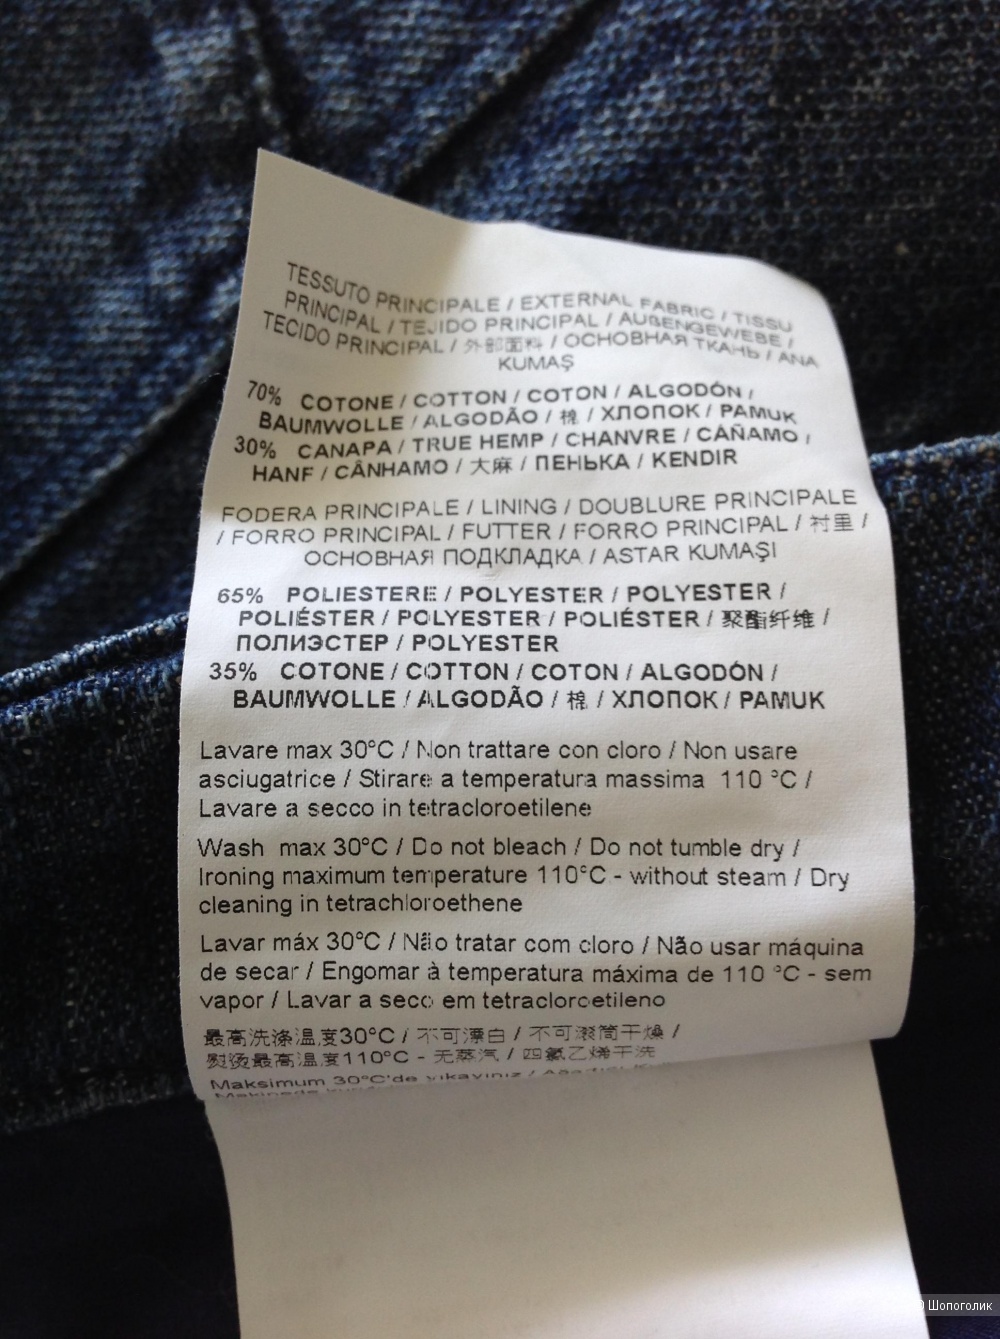 TESSUTO PRINCIPALE / EXTERNAL FABRIC / TISSU
PRINCIPAL / TEJIDO PRINCIPAL / AUßENGEWEBE /
TECIDO PRINCIPAL / 外部面料 / ОСНОВНАЯ ТКАНЬ / ANA
KUMAŞ
70% COTONE / COTTON / COTON / ALGODÓN /
BAUMWOLLE / ALGODÃO / 棉 / ХЛОПОК / PAMUK
30% CANAPA / TRUE HEMP / CHANVRE / CAÑAMO /
HANF / CÂNHAMO / 大麻 / ПЕНЬКА / KENDIR
FODERA PRINCIPALE / LINING / DOUBLURE PRINCIPALE
/ FORRO PRINCIPAL / FUTTER / FORRO PRINCIPAL / 衬里 /
ОСНОВНАЯ ПОДКЛАДКА / ASTAR KUMAŞI
65% POLIESTERE / POLYESTER / POLYESTER /
POLIÉSTER / POLYESTER / POLIÉSTER / 聚酯纤维 /
ПОЛИЭСТЕР / POLYESTER
35% COTONE / COTTON / COTON / ALGODÓN /
BAUMWOLLE / ALGODÃO / 棉 / ХЛОПОК / PAMUK
Lavare max 30°C / Non trattare con cloro / Non usare
asciugatrice / Stirare a temperatura massima 110 °C /
Lavare a secco in tetracloroetilene
Wash max 30°C / Do not bleach / Do not tumble dry /
Ironing maximum temperature 110°C - without steam / Dry
cleaning in tetrachloroethene
Lavar máx 30°C / Não tratar com cloro / Não usar máquina
de secar / Engomar à temperatura máxima de 110 °C - sem
vapor / Lavar a seco em tetracloroetileno
最高洗涤温度30°C / 不可漂白 / 不可滚筒干燥 /
熨烫最高温度110°C - 无蒸汽 / 四氯乙烯干洗
Maksimum 30°C'de yıkayınız /
Шопоголик